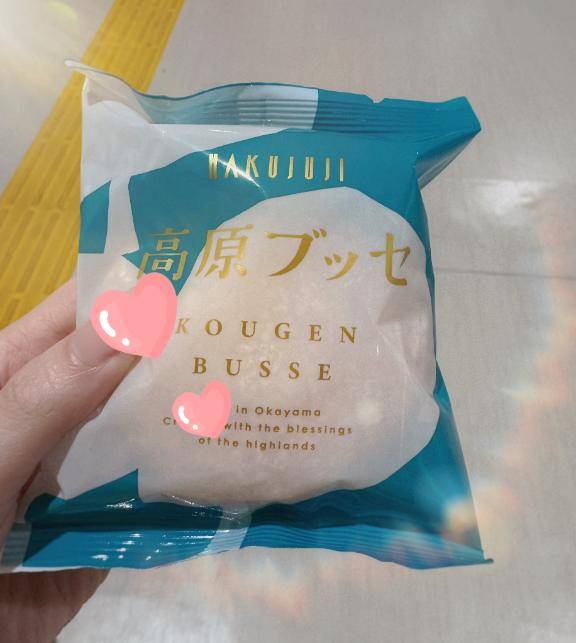 HAKUJUJI
高原ブッセ
KOUGEN
BUSSE
in Okayama
with the blessings
of the highlands